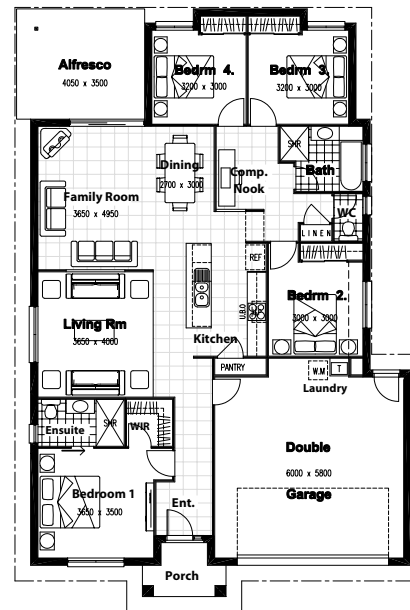 Alfresco
4050 x 3500
Bedrm 4.
3200 x 3000
Bedrm 3.
3200 x 3000
Dining
2700 x 3000
Comp.
Nook
SHR
Bath
Family Room
3650 x 4950
WC
LINEN
REF
Bedrm 2.
3000 x 3000
Living Rm
3650 x 4000
U.B.O
Kitchen
PANTRY
W.M
T
Laundry
Ensuite
SHR
WIR
Double
6000 x 5800
Garage
Bedroom 1
3650 x 3500
Ent.
Porch